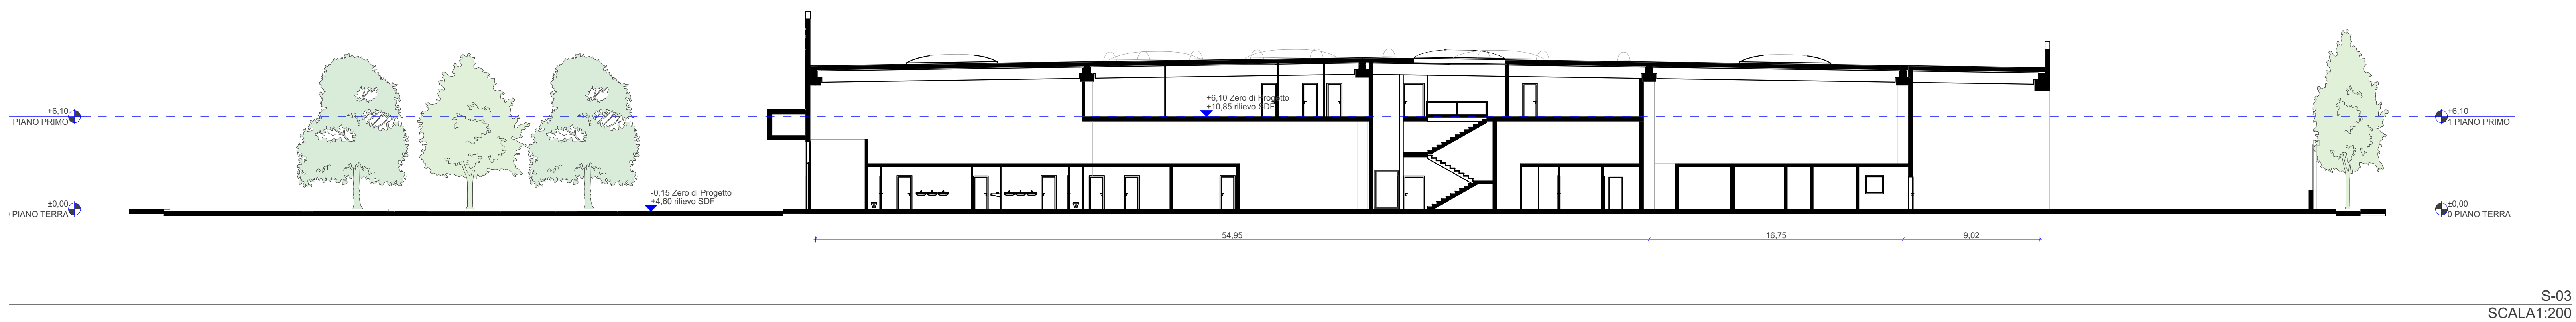 +6,10 Zero di Progetto
+10,85 rilievo SDF
+6,10
PIANO PRIMO
+6,10
1 PIANO PRIMO
-0,15 Zero di Progetto
+4,60 rilievo SDF
±0,00
PIANO TERRA
±0,00
0 PIANO TERRA
54,95
16,75
9,02
S-03
SCALA1:200